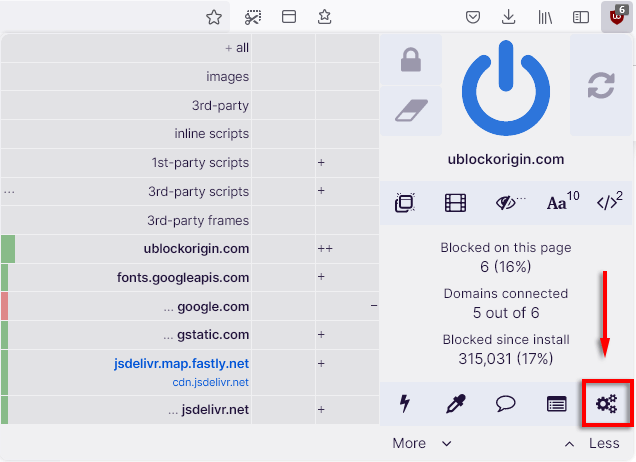 6
+ all
images
3rd-party
inline scripts
1st-party scripts +
... 3rd-party scripts +
3rd-party frames
ublockorigin.com ++
fonts.googleapis.com +
... google.com –
... gstatic.com +
jsdelivr.map.fastly.net +
cdn.jsdelivr.net
... jsdelivr.net +
ublockorigin.com
... Aa 10 </> 2
Blocked on this page
6 (16%)
Domains connected
5 out of 6
Blocked since install
315,031 (17%)
More Less